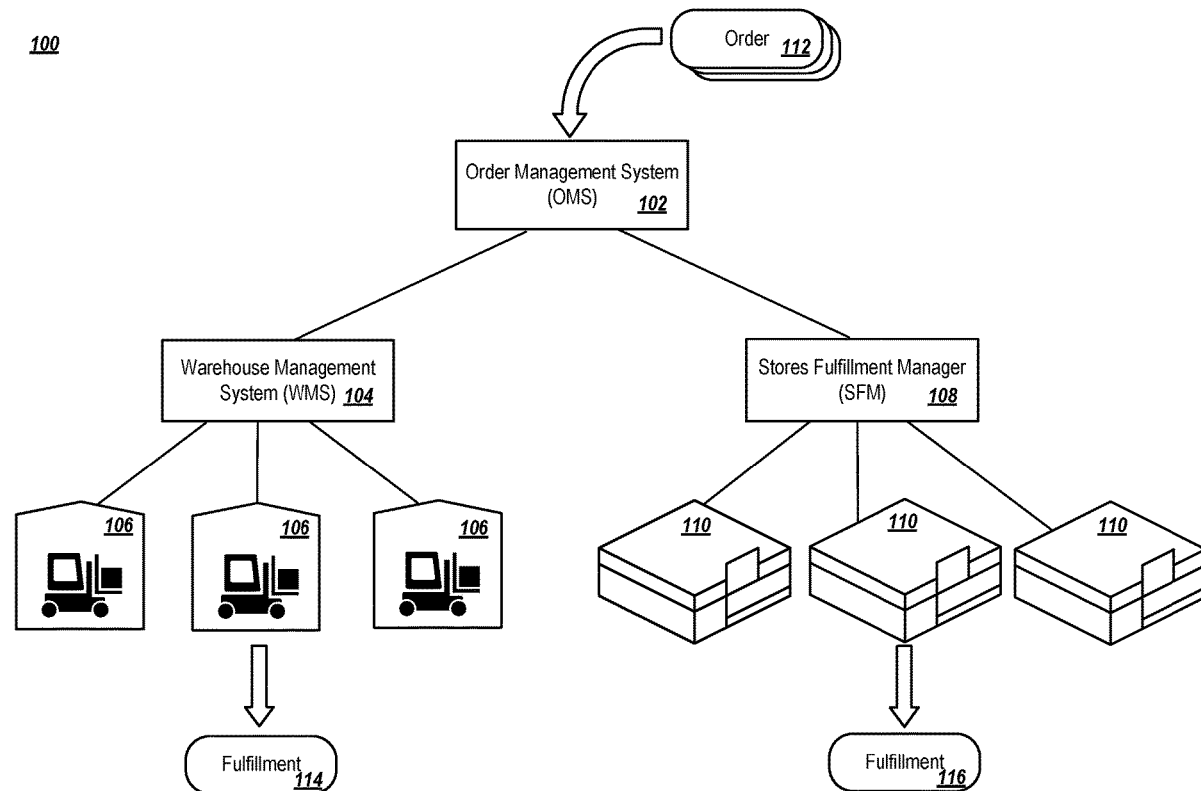 100
Order 112
Order Management System
(OMS) 102
Warehouse Management
System (WMS) 104
Stores Fulfillment Manager
(SFM) 108
106
106
106
110
110
110
Fulfillment 114
Fulfillment 116